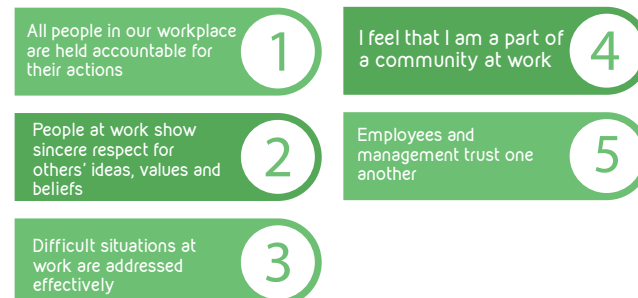 All people in our workplace
are held accountable for
their actions
1
People at work show
sincere respect for
others' ideas, values and
beliefs
2
Difficult situations at
work are addressed
effectively
3
I feel that I am a part of
a community at work
4
Employees and
management trust one
another
5